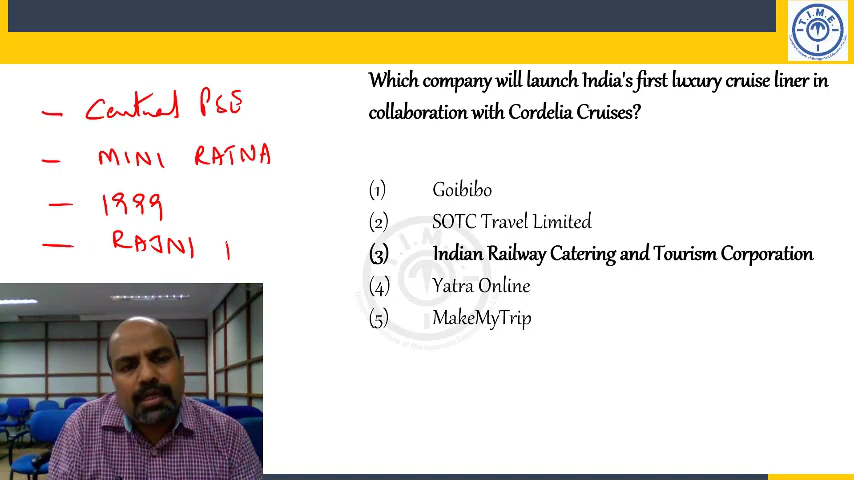 T.I.M.E.
Which company will launch India's first luxury cruise liner in
collaboration with Cordelia Cruises?
- Central PSE
- MINI RATNA
- 1999
- RAJNI
(1) Goibibo
(2) SOTC Travel Limited
(3) Indian Railway Catering and Tourism Corporation
(4) Yatra Online
(5) MakeMyTrip